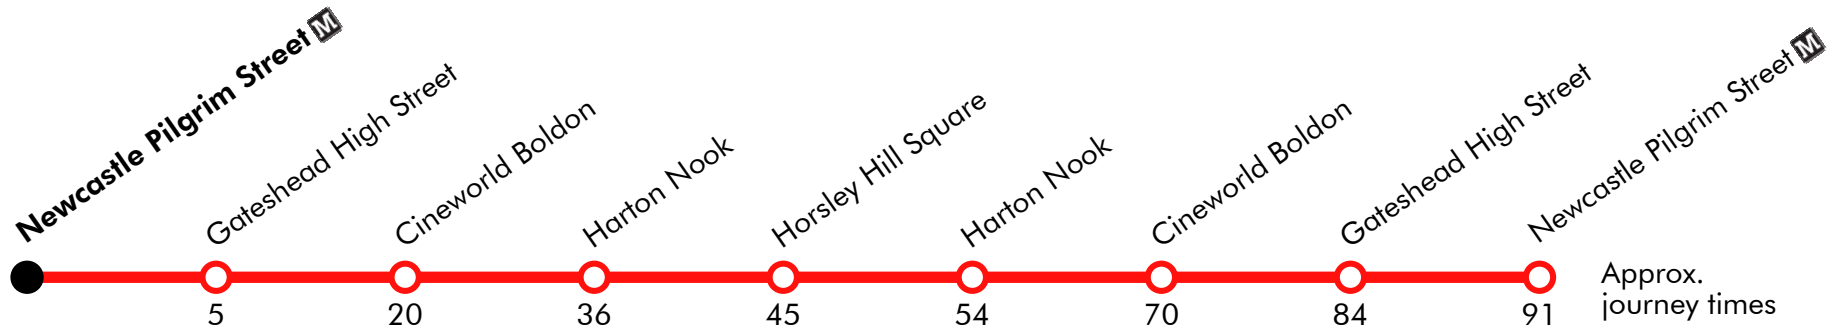 Newcastle Pilgrim Street M
Gateshead High Street
Cineworld Boldon
Harton Nook
Horsley Hill Square
Harton Nook
Cineworld Boldon
Gateshead High Street
Newcastle Pilgrim Street M
5
20
36
45
54
70
84
91
Approx.
journey times